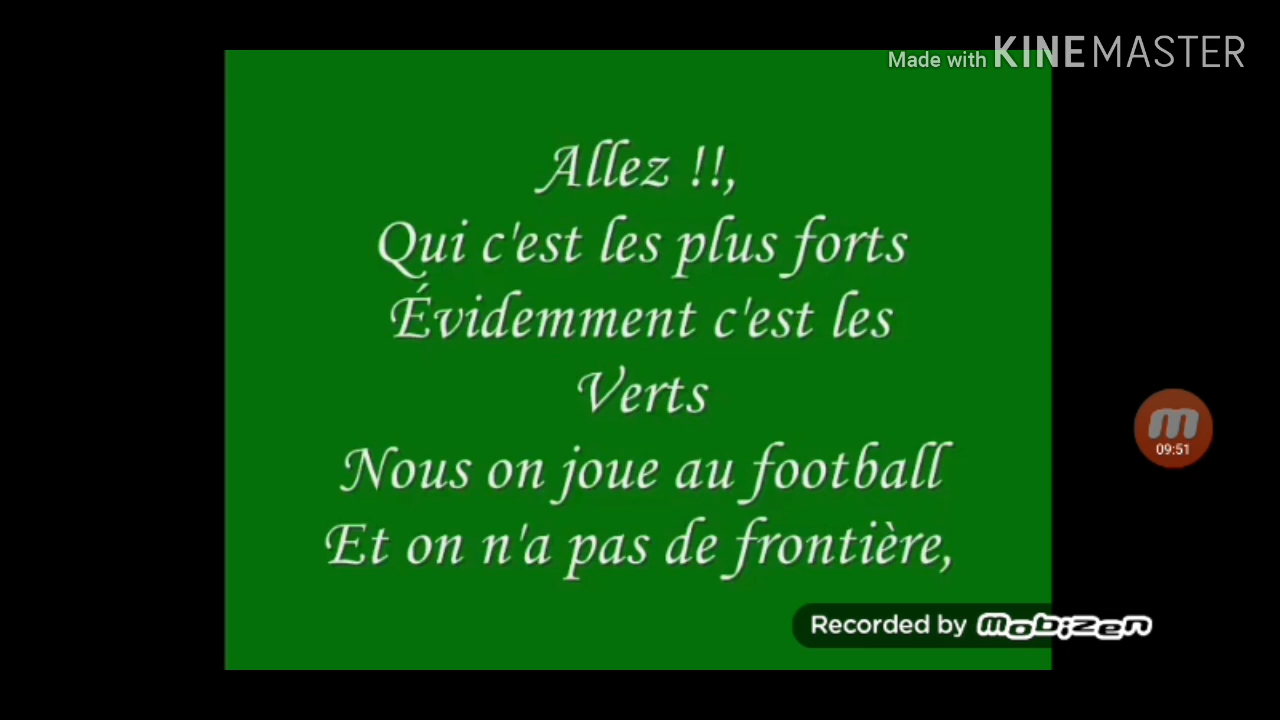 Made with KINEMASTER
Allez !!,
Qui c'est les plus forts
Évidemment c'est les
Verts
Nous on joue au football
Et on n'a pas de frontière,
m
09:51
Recorded by mobizen